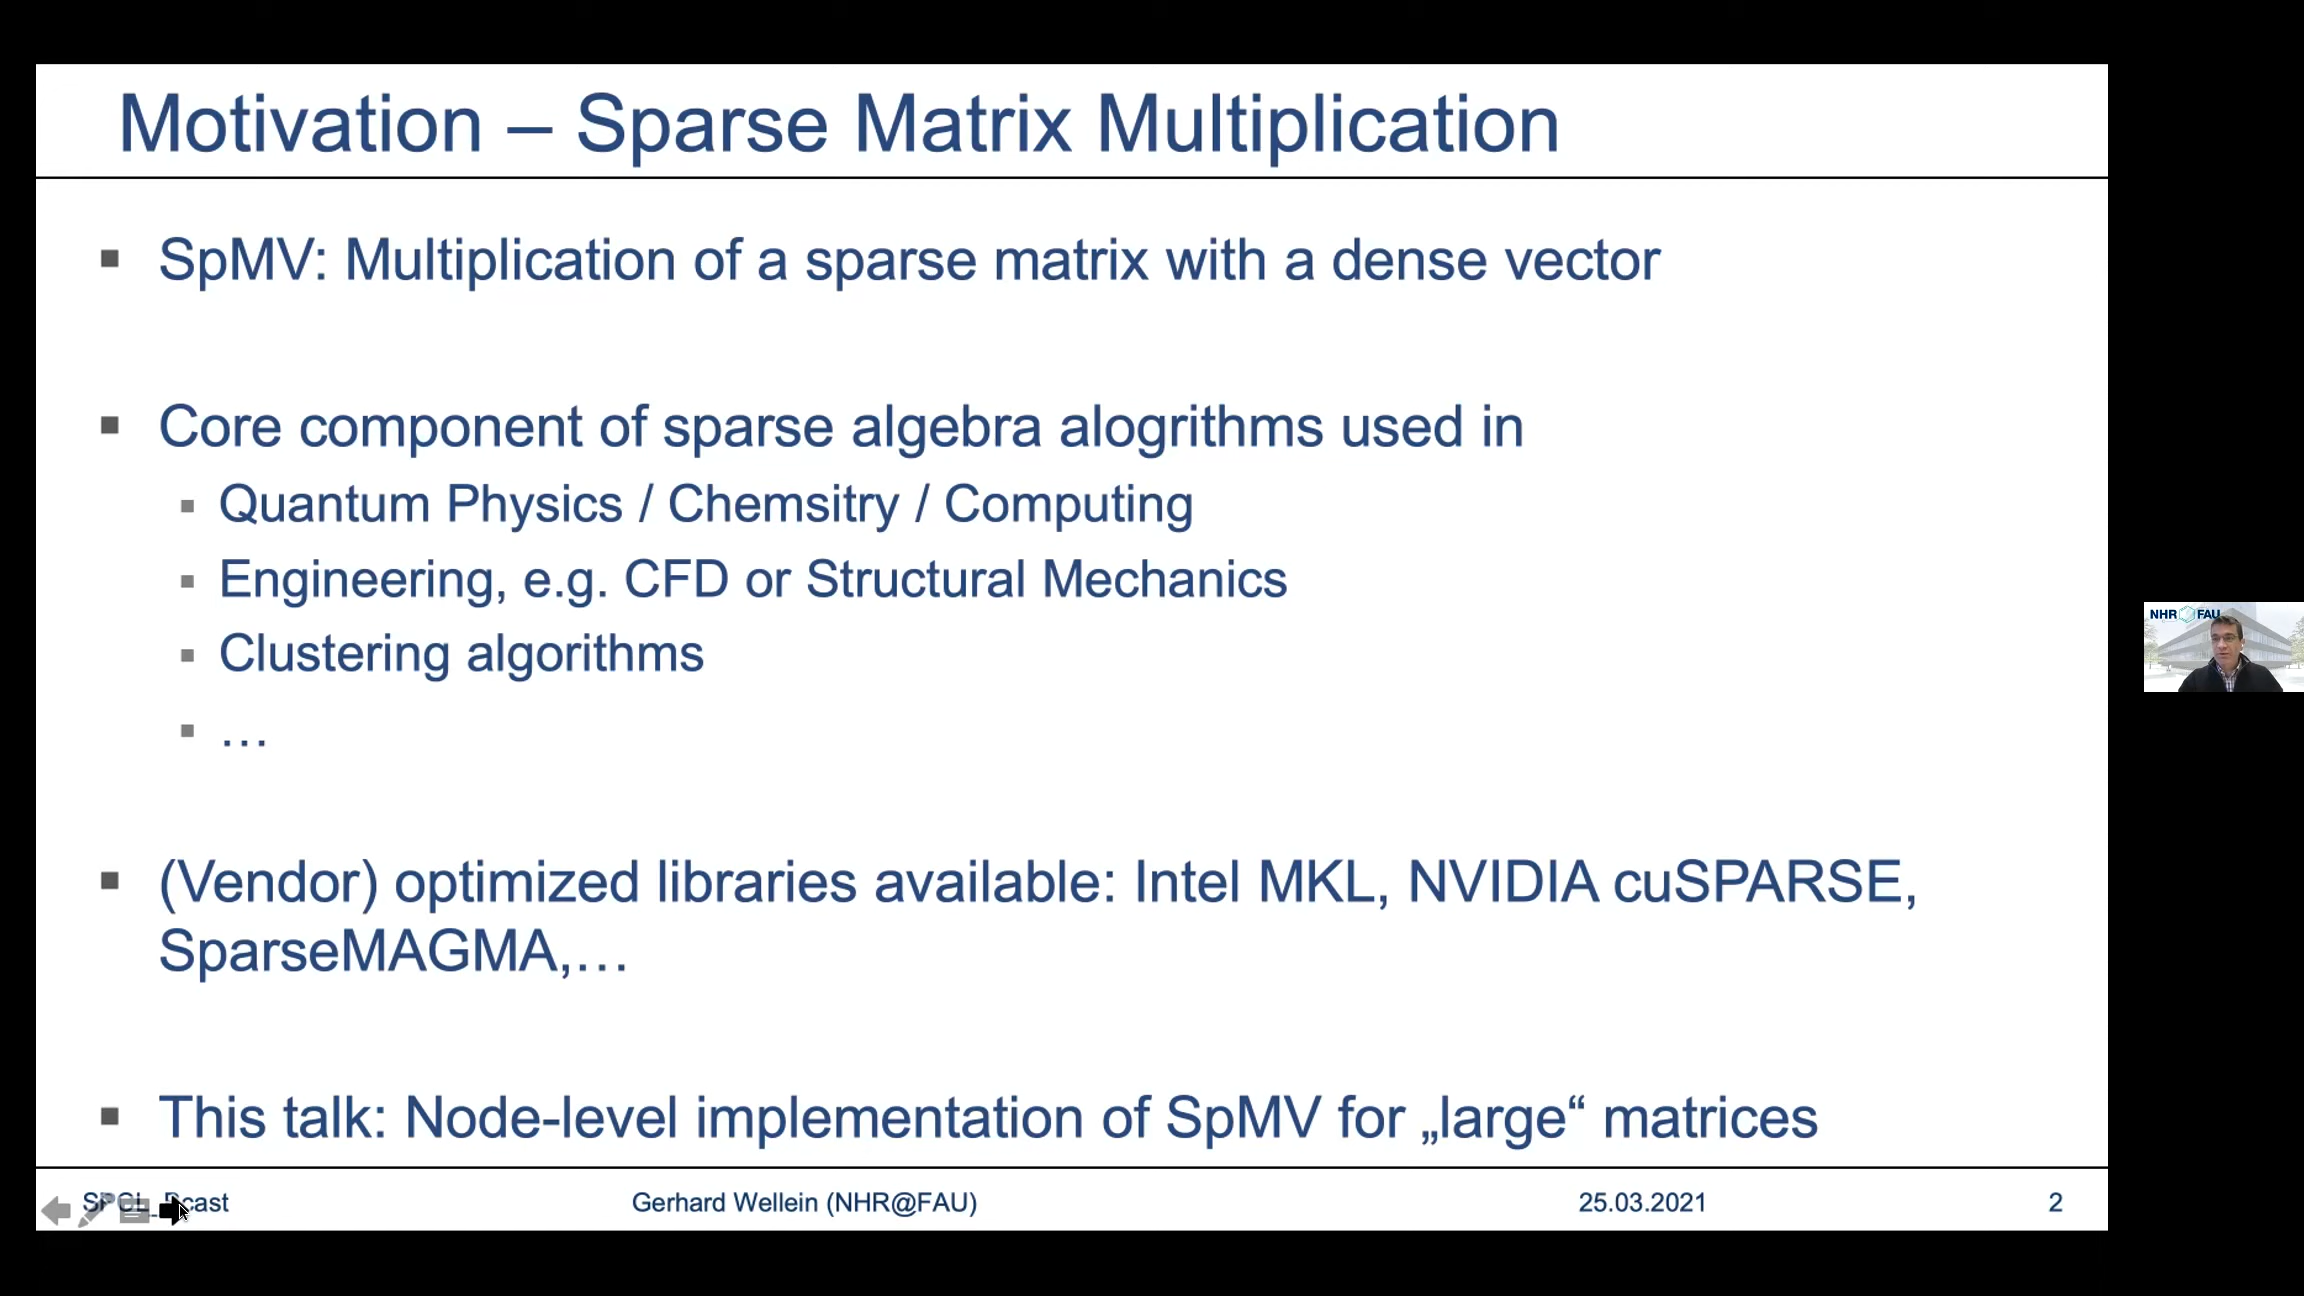 Motivation – Sparse Matrix Multiplication
SpMV: Multiplication of a sparse matrix with a dense vector
Core component of sparse algebra alogrithms used in
Quantum Physics / Chemsitry / Computing
Engineering, e.g. CFD or Structural Mechanics
Clustering algorithms
…
(Vendor) optimized libraries available: Intel MKL, NVIDIA cuSPARSE,
SparseMAGMA,…
This talk: Node-level implementation of SpMV for „large“ matrices
SPCL_Bcast
Gerhard Wellein (NHR@FAU)
25.03.2021
2
NHR FAU